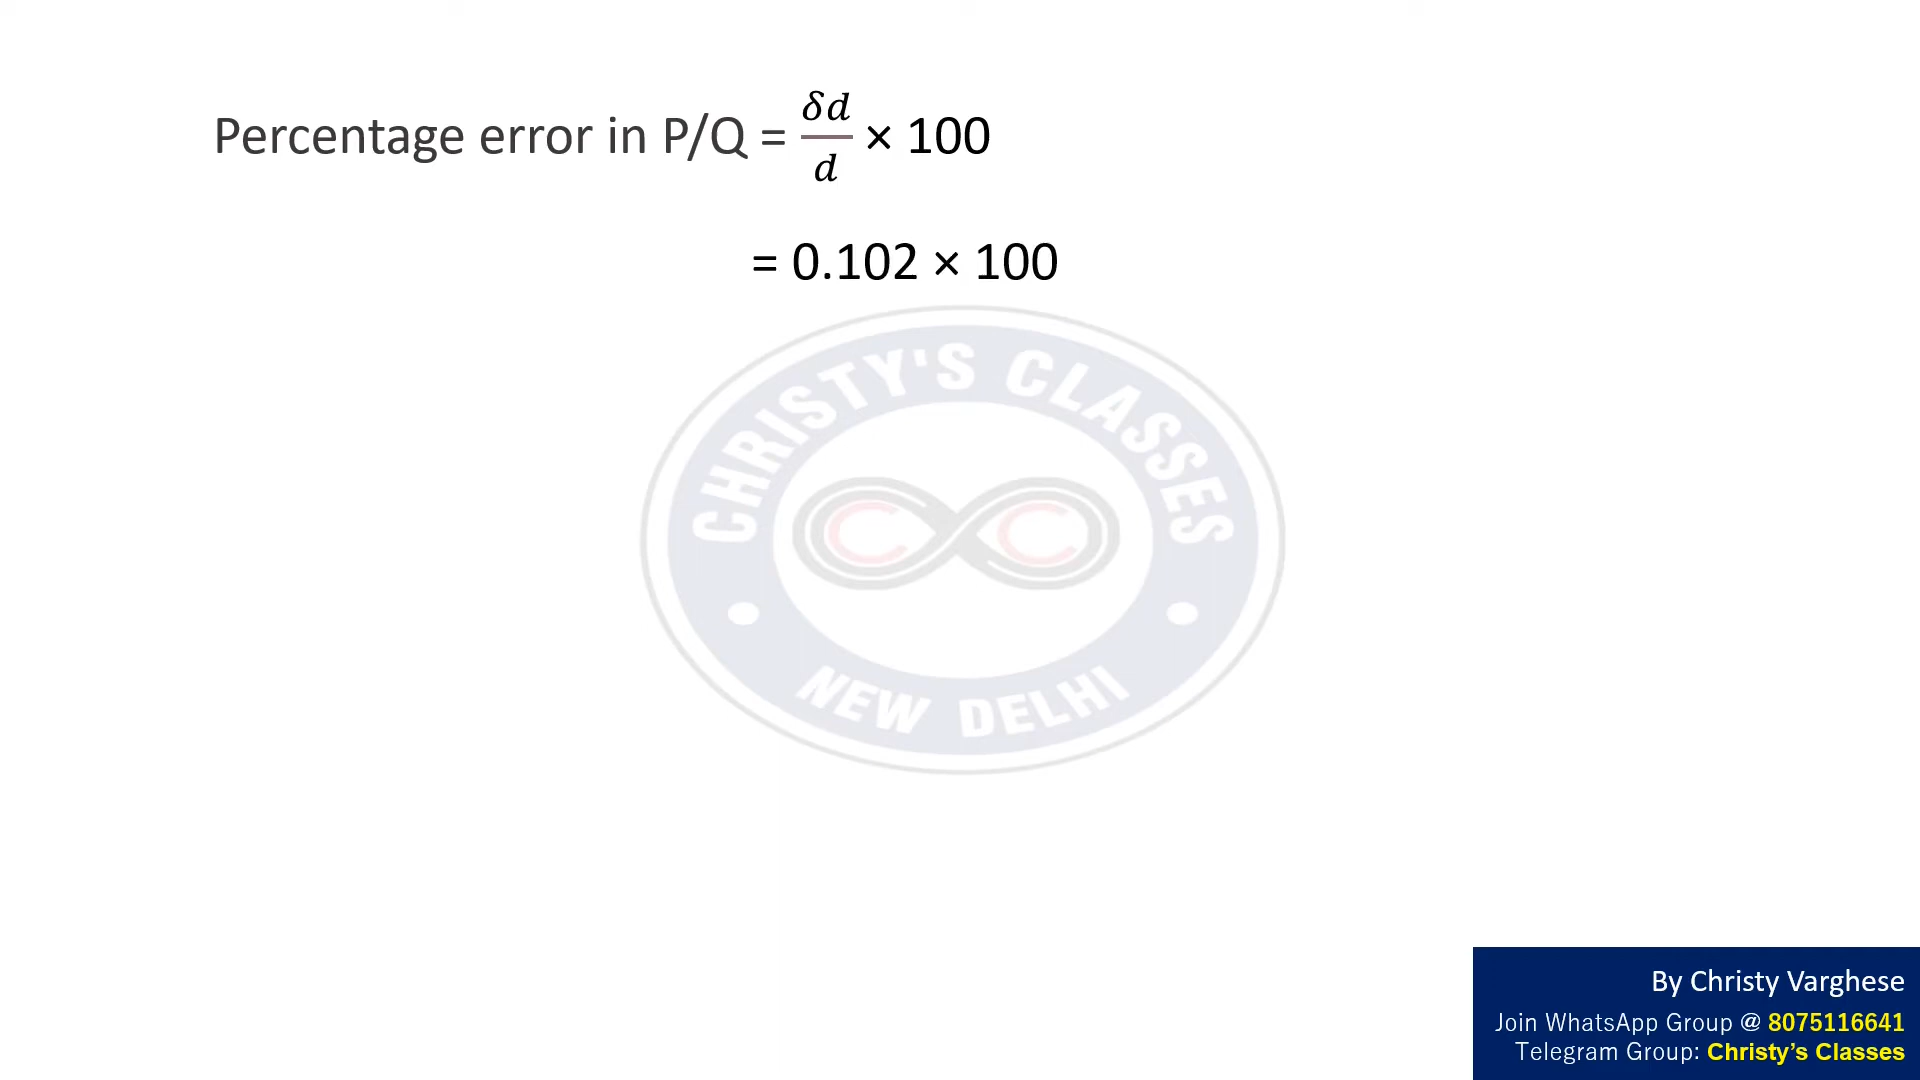 Percentage error in P/Q = δd/d × 100
= 0.102 × 100
CHRISTY'S CLASSES
C C
NEW DELHI
By Christy Varghese
Join WhatsApp Group @ 8075116641
Telegram Group: Christy’s Classes